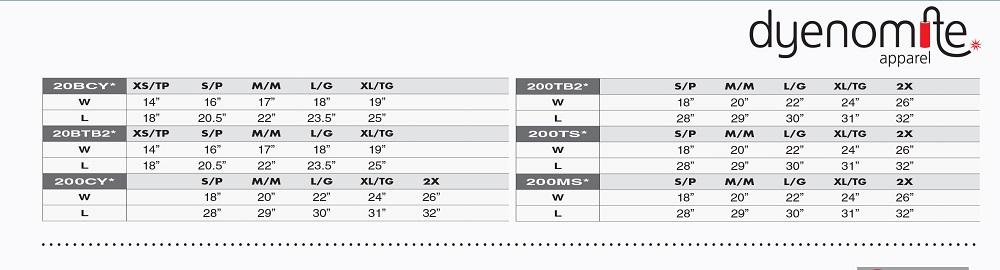 dyenomite
apparel
20BCY* XS/TP S/P M/M L/G XL/TG
W 14” 16” 17” 18” 19”
L 18” 20.5” 22” 23.5” 25”
20BTB2* XS/TP S/P M/M L/G XL/TG
W 14” 16” 17” 18” 19”
L 18” 20.5” 22” 23.5” 25”
200CY* S/P M/M L/G XL/TG 2X
W 18” 20” 22” 24” 26”
L 28” 29” 30” 31” 32”
200TB2* S/P M/M L/G XL/TG 2X
W 18” 20” 22” 24” 26”
L 28” 29” 30” 31” 32”
200TS* S/P M/M L/G XL/TG 2X
W 18” 20” 22” 24” 26”
L 28” 29” 30” 31” 32”
200MS* S/P M/M L/G XL/TG 2X
W 18” 20” 22” 24” 26”
L 28” 29” 30” 31” 32”